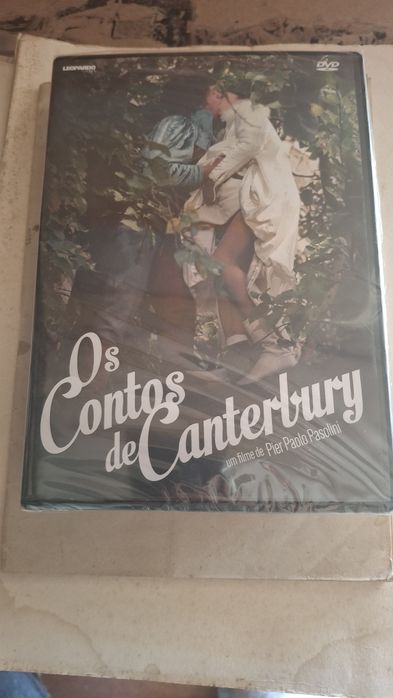 LEOPARDO
DVD
Os
Contos
de Canterbury
um filme de Pier Paolo Pasolini